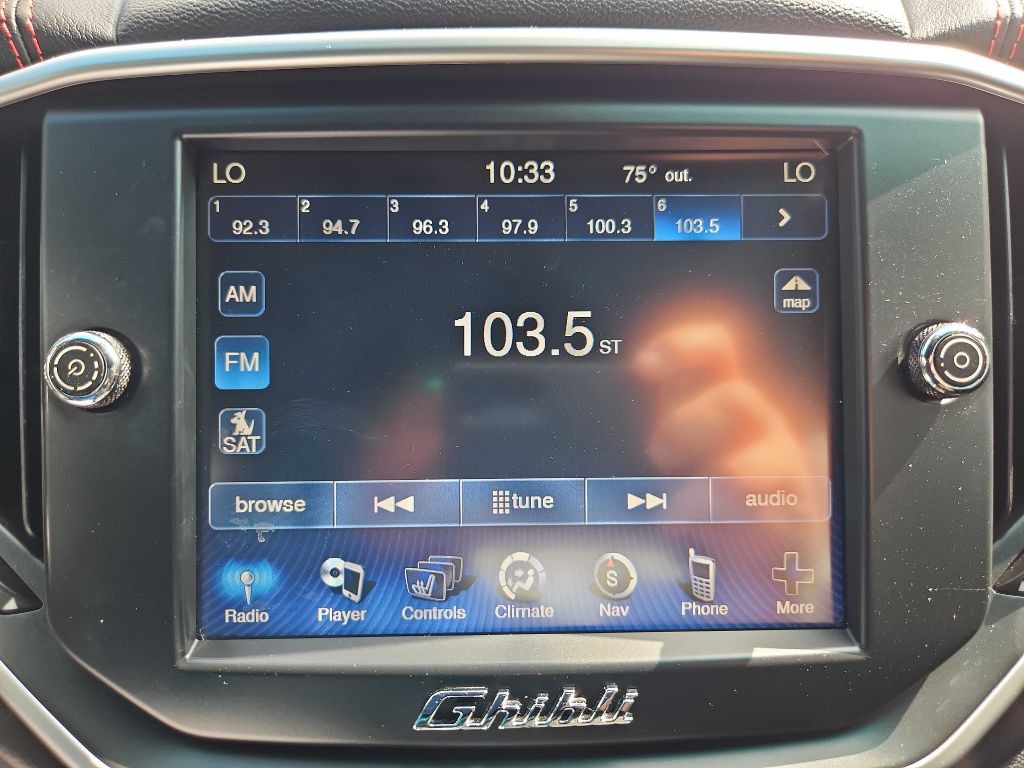 LO 10:33 75° out. LO
1 92.3 2 94.7 3 96.3 4 97.9 5 100.3 6 103.5
AM
map
103.5 ST
FM
SAT
browse tune audio
Radio Player Controls Climate S Nav Phone More
Ghibli